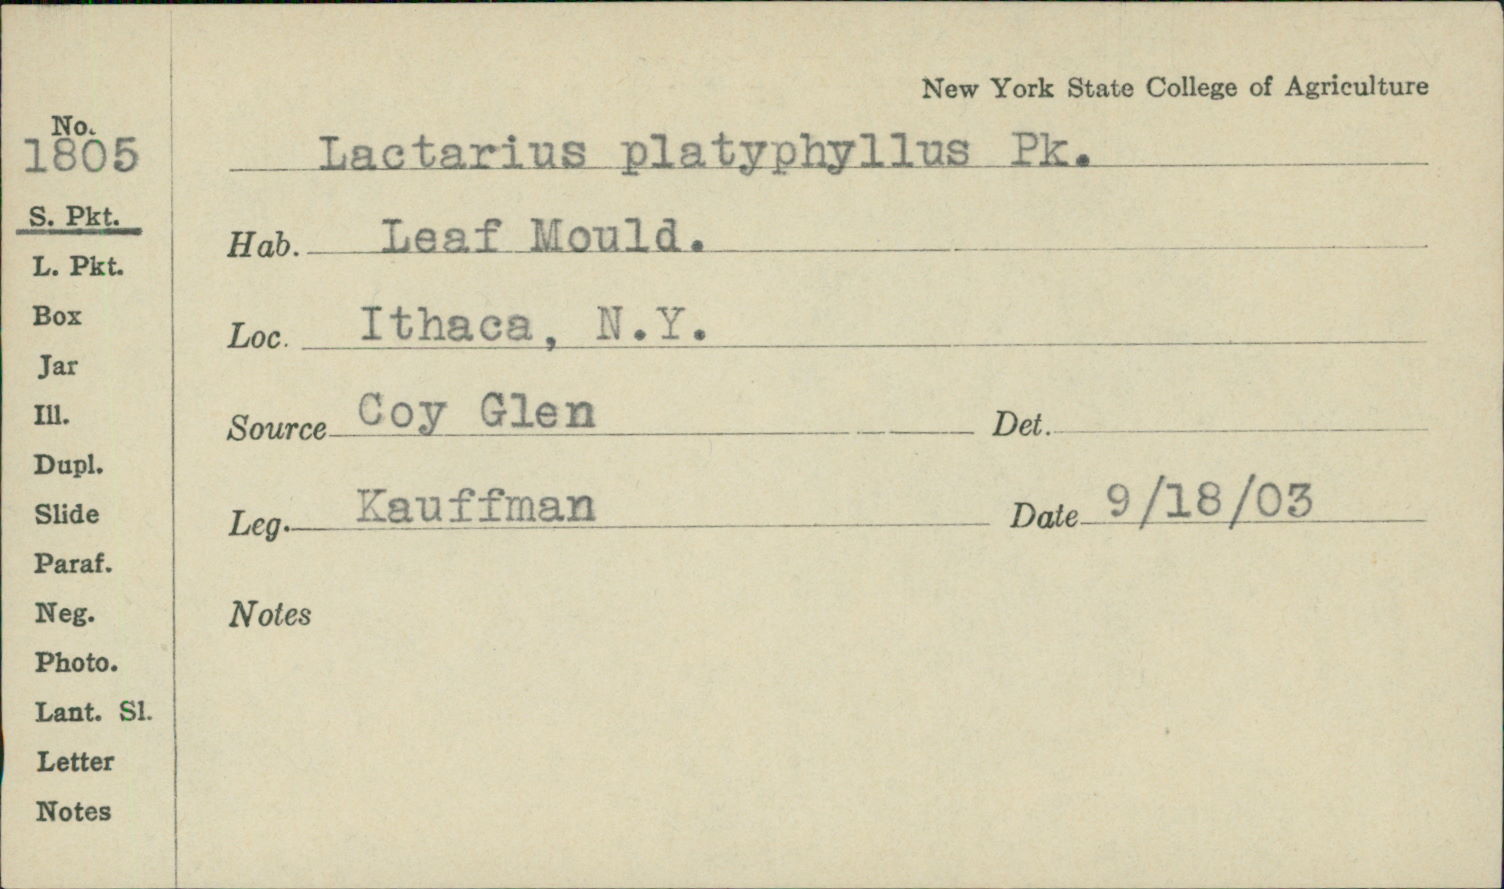 New York State College of Agriculture
No.
1805
Lactarius platyphyllus Pk.
S. Pkt.
L. Pkt.
Box
Jar
Ill.
Dupl.
Slide
Paraf.
Neg.
Photo.
Lant. Sl.
Letter
Notes
Hab. Leaf Mould.
Loc. Ithaca, N.Y.
Source Coy Glen Det.
Leg. Kauffman Date 9/18/03
Notes